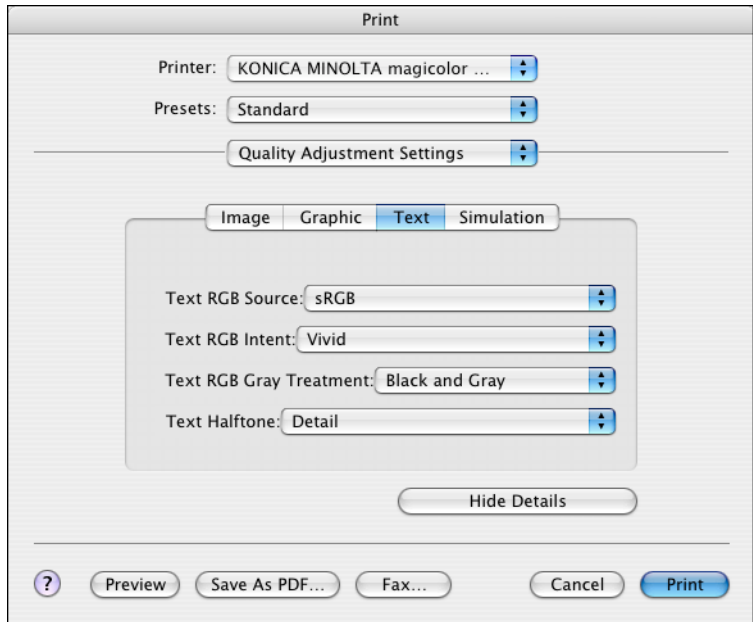 Print
Printer: KONICA MINOLTA magicolor ...
Presets: Standard
Quality Adjustment Settings
Image Graphic Text Simulation
Text RGB Source: sRGB
Text RGB Intent: Vivid
Text RGB Gray Treatment: Black and Gray
Text Halftone: Detail
Hide Details
? Preview Save As PDF... Fax... Cancel Print